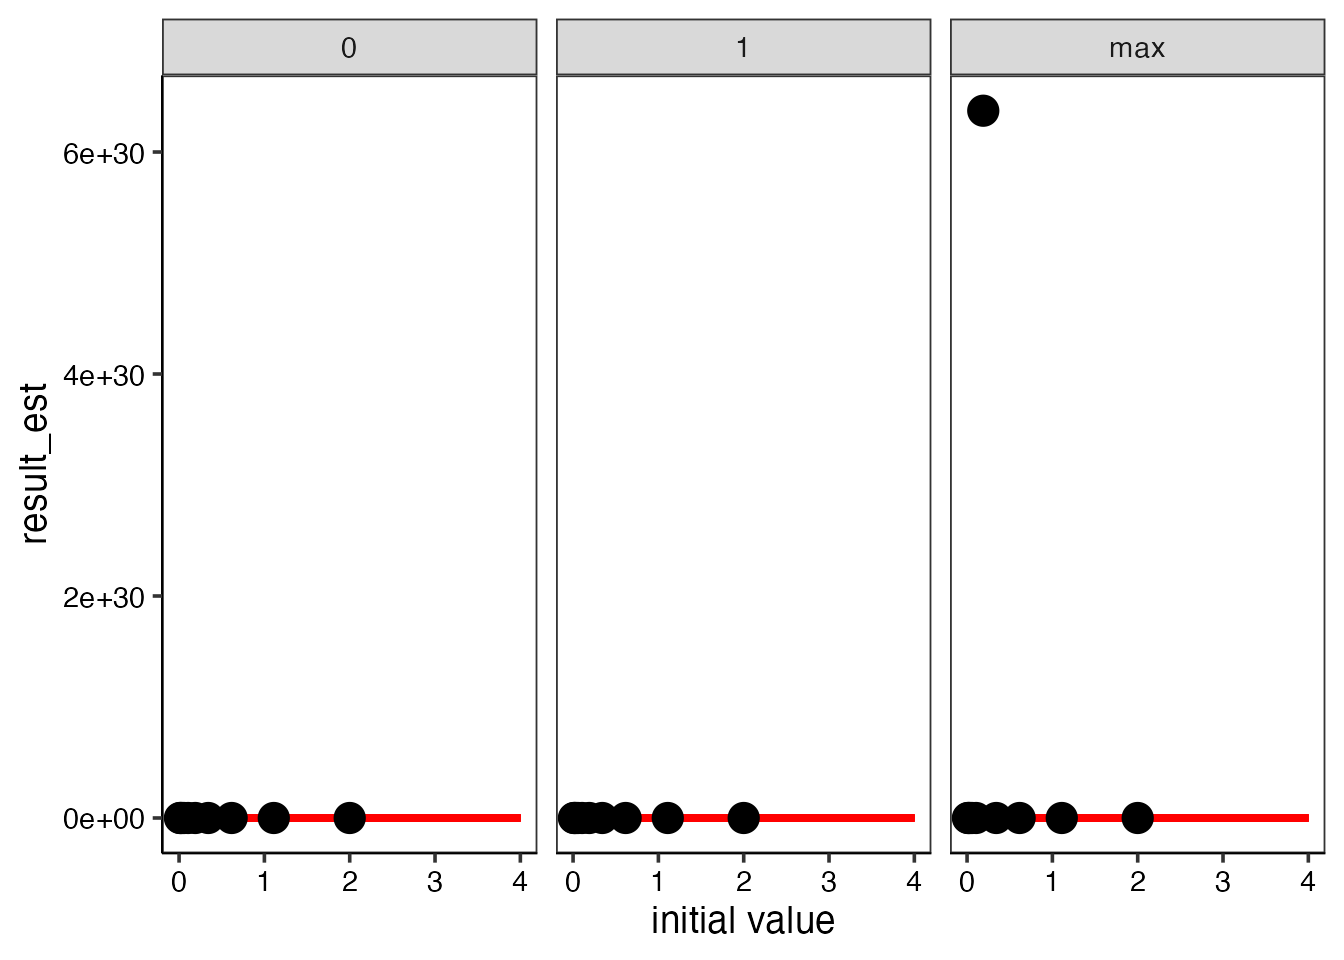 0 1 max
6e+30
4e+30
2e+30
0e+00
result_est
0 1 2 3 4 0 1 2 3 4 0 1 2 3 4
initial value